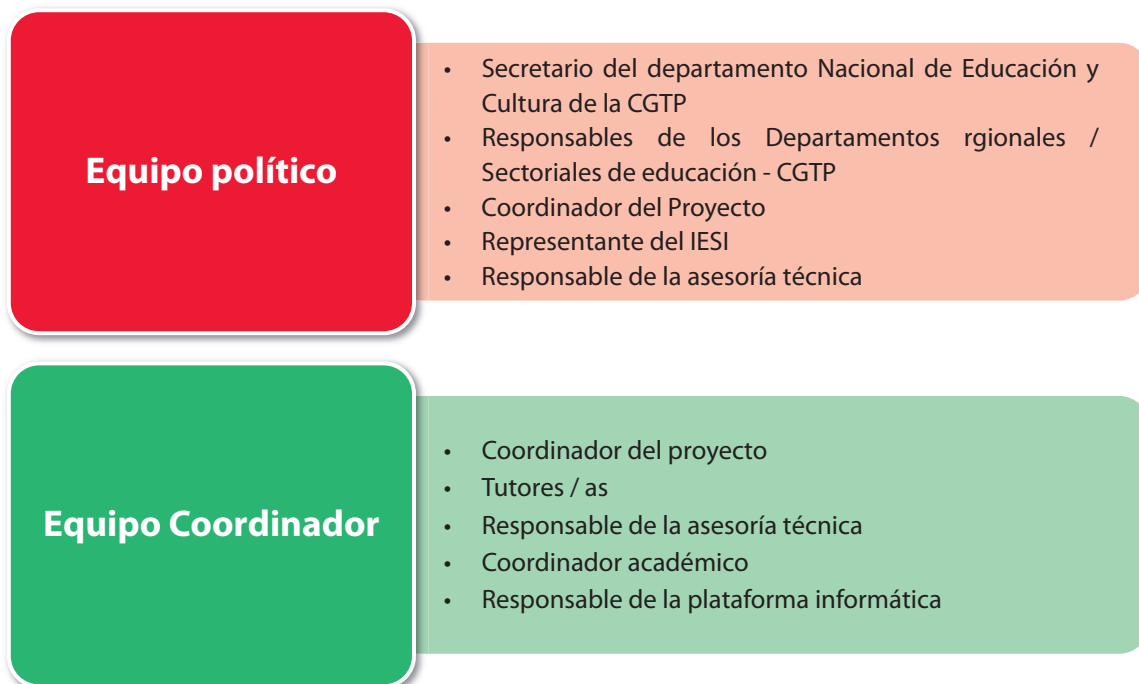 Equipo político
• Secretario del departamento Nacional de Educación y
Cultura de la CGTP
• Responsables de los Departamentos rgionales /
Sectoriales de educación - CGTP
• Coordinador del Proyecto
• Representante del IESI
• Responsable de la asesoría técnica
Equipo Coordinador
• Coordinador del proyecto
• Tutores / as
• Responsable de la asesoría técnica
• Coordinador académico
• Responsable de la plataforma informática